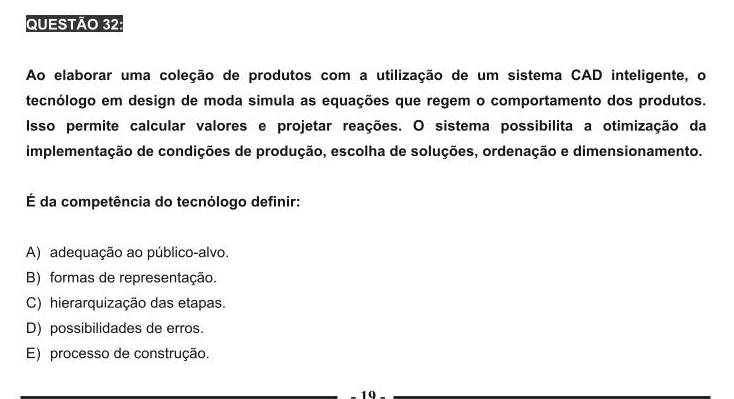 QUESTÃO 32:
Ao elaborar uma coleção de produtos com a utilização de um sistema CAD inteligente, o
tecnólogo em design de moda simula as equações que regem o comportamento dos produtos.
Isso permite calcular valores e projetar reações. O sistema possibilita a otimização da
implementação de condições de produção, escolha de soluções, ordenação e dimensionamento.
É da competência do tecnólogo definir:
A) adequação ao público-alvo.
B) formas de representação.
C) hierarquização das etapas.
D) possibilidades de erros.
E) processo de construção.
- 19 -